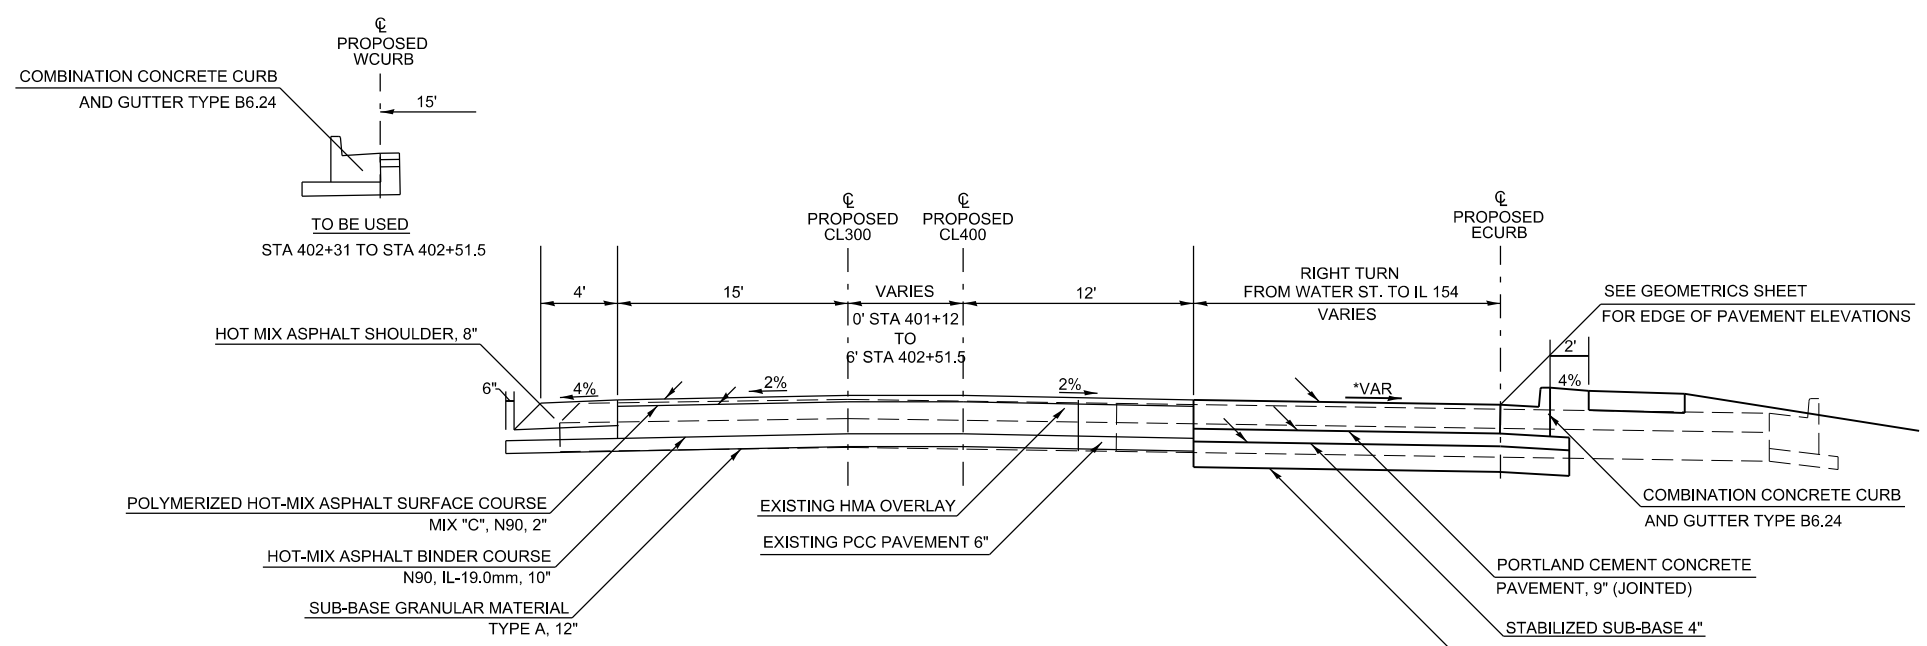 ℄
PROPOSED
WCURB
COMBINATION CONCRETE CURB
AND GUTTER TYPE B6.24
15'
TO BE USED
STA 402+31 TO STA 402+51.5
℄
PROPOSED
CL300
℄
PROPOSED
CL400
℄
PROPOSED
ECURB
4'
15'
VARIES
0' STA 401+12
TO
6' STA 402+51.5
12'
RIGHT TURN
FROM WATER ST. TO IL 154
VARIES
SEE GEOMETRICS SHEET
FOR EDGE OF PAVEMENT ELEVATIONS
2'
HOT MIX ASPHALT SHOULDER, 8"
6"
4%
2%
2%
*VAR
4%
POLYMERIZED HOT-MIX ASPHALT SURFACE COURSE
MIX "C", N90, 2"
HOT-MIX ASPHALT BINDER COURSE
N90, IL-19.0mm, 10"
SUB-BASE GRANULAR MATERIAL
TYPE A, 12"
EXISTING HMA OVERLAY
EXISTING PCC PAVEMENT 6"
COMBINATION CONCRETE CURB
AND GUTTER TYPE B6.24
PORTLAND CEMENT CONCRETE
PAVEMENT, 9" (JOINTED)
STABILIZED SUB-BASE 4"